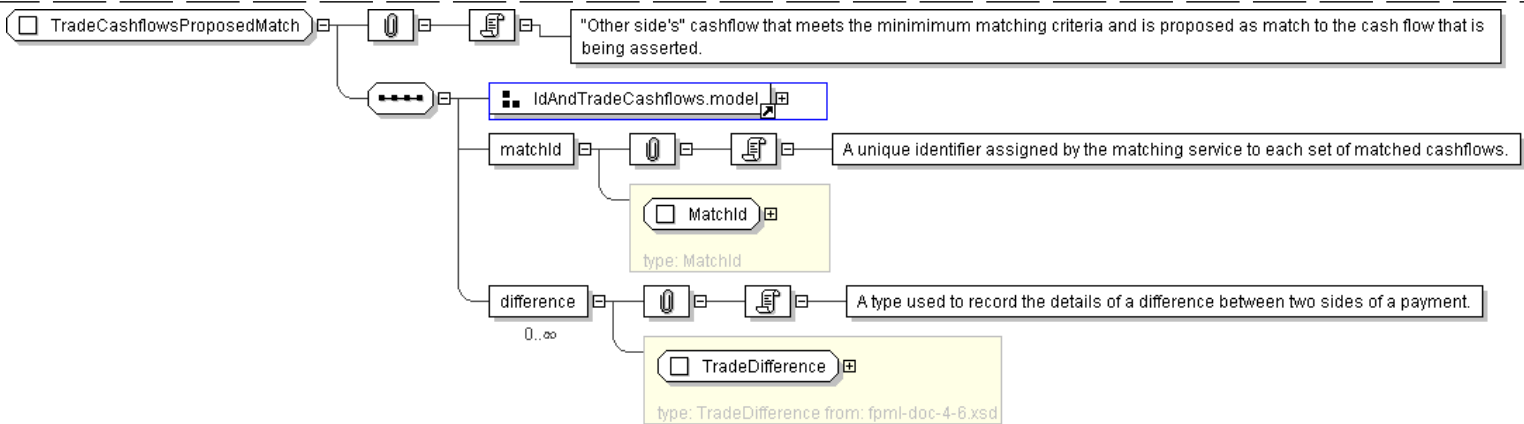 TradeCashflowsProposedMatch
"Other side's" cashflow that meets the minimimum matching criteria and is proposed as match to the cash flow that is
being asserted.
IdAndTradeCashflows.model
matchId
A unique identifier assigned by the matching service to each set of matched cashflows.
MatchId
type: MatchId
difference
A type used to record the details of a difference between two sides of a payment.
0..∞
TradeDifference
type: TradeDifference from: fpml-doc-4-6.xsd